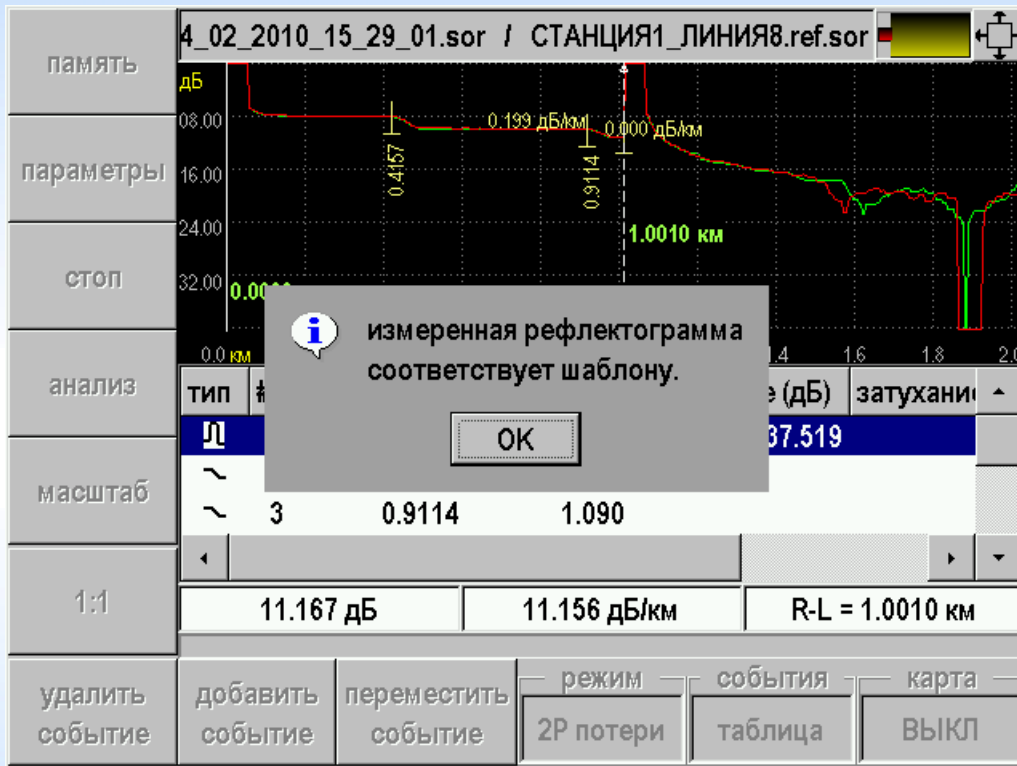 память
параметры
стоп
анализ
масштаб
1:1
4_02_2010_15_29_01.sor / СТАНЦИЯ1_ЛИНИЯ8.ref.sor
дБ
08.00
16.00
24.00
32.00
0.4157
0.199 дБ/км
0.9114
0.000 дБ/км
1.0010 км
0.0 км
1.6
1.8
измеренная рефлектограмма
соответствует шаблону.
OK
тип (дБ)
37.519
3 0.9114 1.090
11.167 дБ 11.156 дБ/км R-L = 1.0010 км
удалить
событие
добавить
событие
переместить
событие
режим
2Р потери
события
таблица
карта
ВЫКЛ